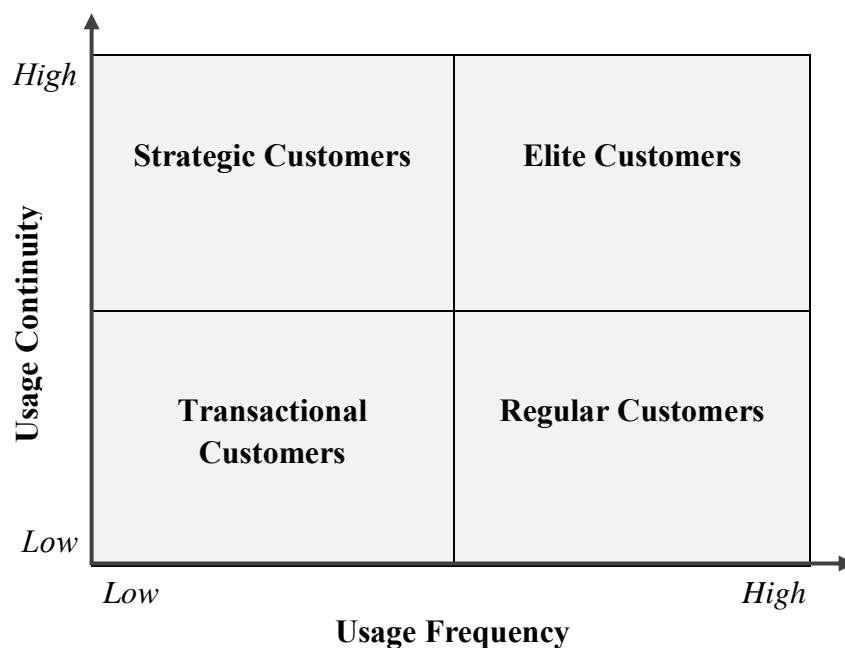 High
Strategic Customers
Elite Customers
Usage Continuity
Transactional
Customers
Regular Customers
Low
Low
High
Usage Frequency